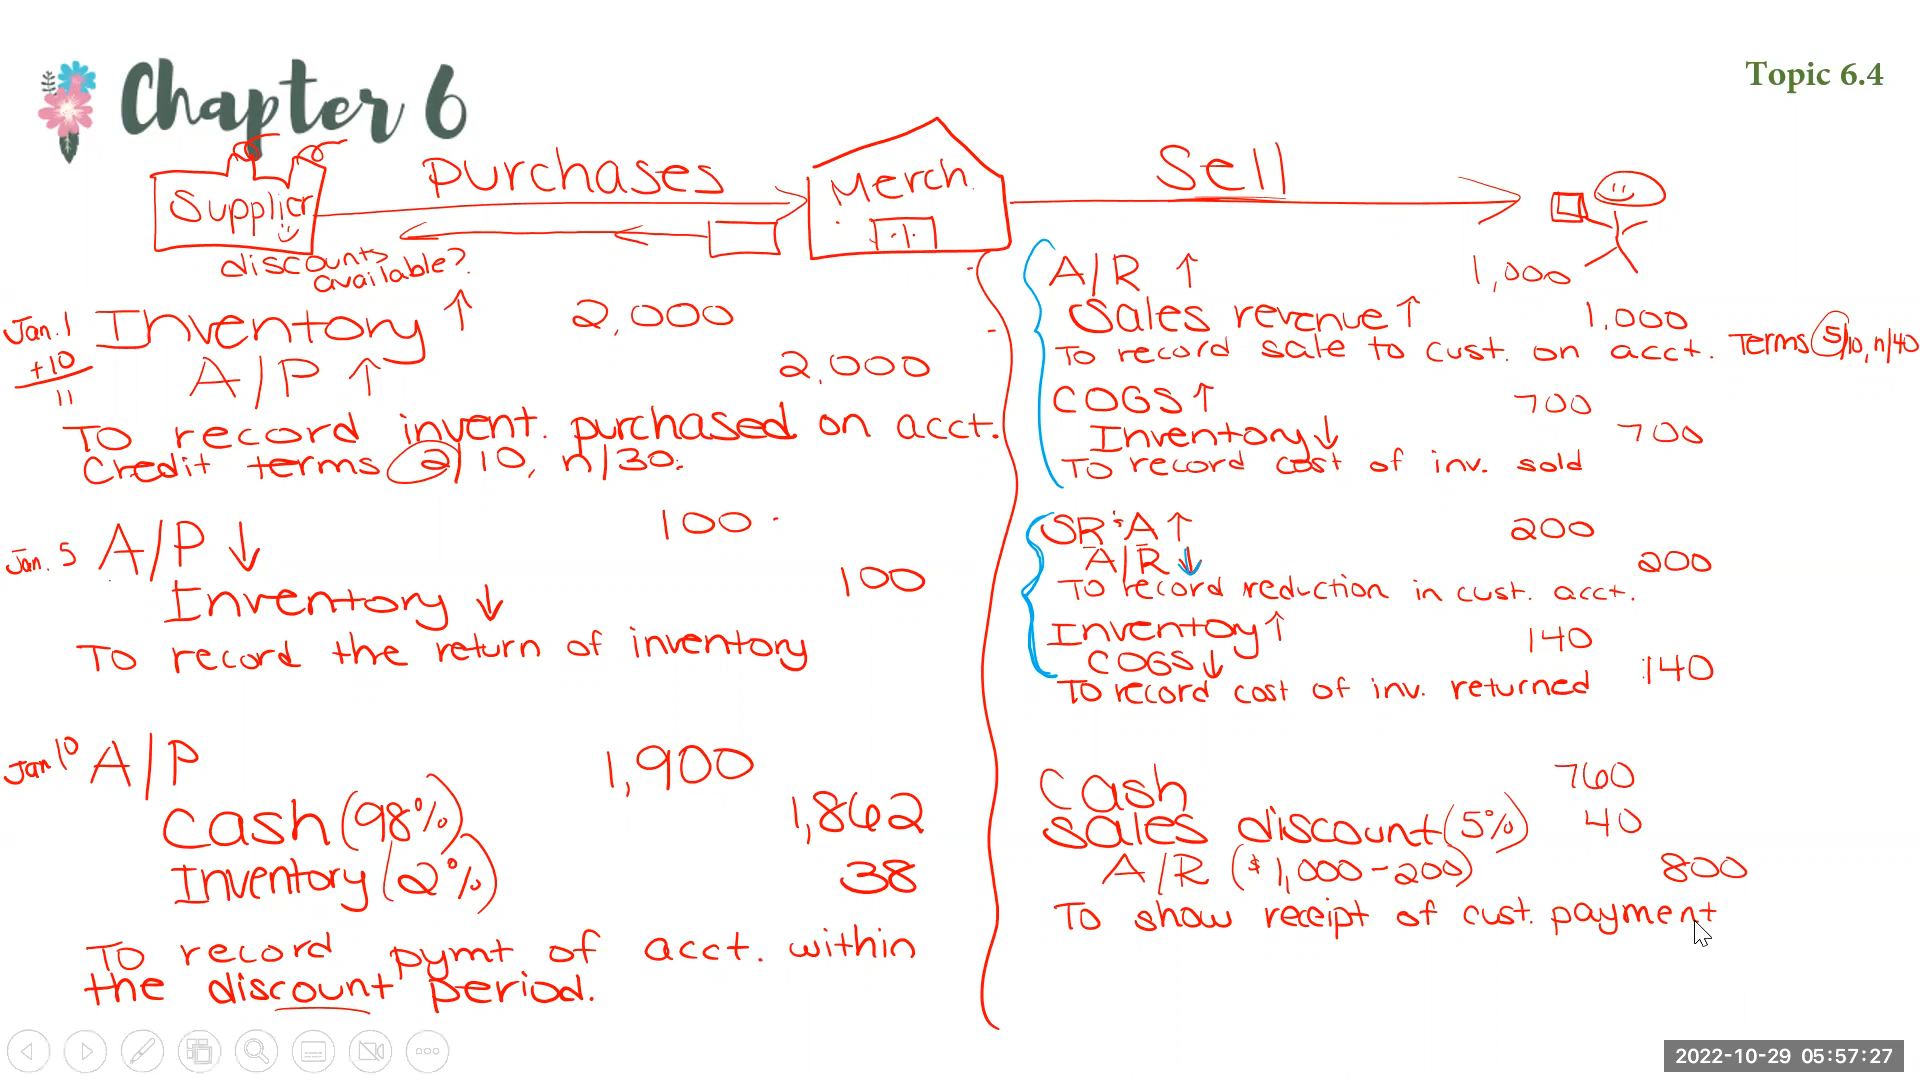 Chapter 6
Topic 6.4
Supplier
purchases
Merch.
Sell
discounts
available?
Jan. 1 Inventory ↑ 2,000
+10
11
A/P ↑ 2,000
To record invent. purchased on acct.
Credit terms 2/10, n/30.
Jan. 5 A/P ↓ 100
Inventory ↓ 100
To record the return of inventory
Jan 10 A/P 1,900
Cash (98%) 1,862
Inventory (2%) 38
To record pymt of acct. within
the discount period.
A/R ↑ 1,000
Sales revenue ↑ 1,000
To record sale to cust. on acct. Terms 5/10, n/40
COGS ↑ 700
Inventory ↓ 700
To record cost of inv. sold
SR & A ↑ 200
A/R ↓ 200
To record reduction in cust. acct.
Inventory ↑ 140
COGS ↓ 140
To record cost of inv. returned
Cash 760
Sales discount (5%) 40
A/R ($1,000-200) 800
To show receipt of cust. payment
2022-10-29 05:57:27